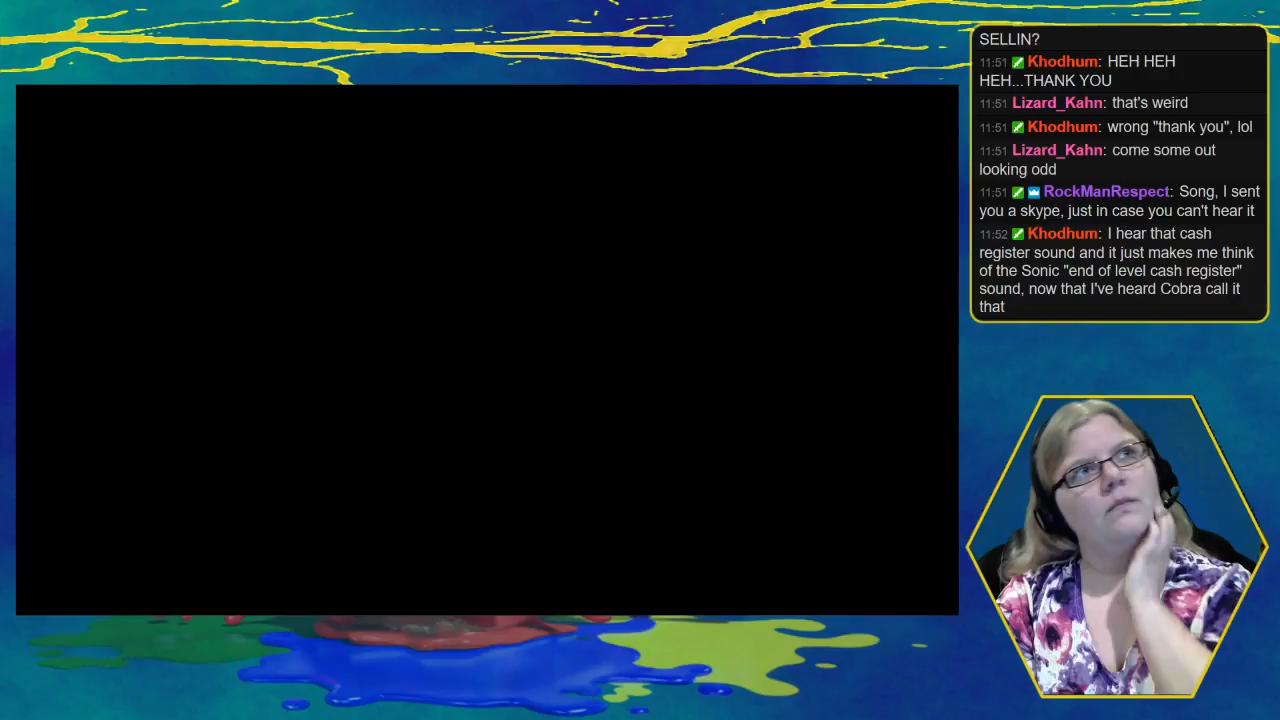 SELLIN?
11:51 Khodhum: HEH HEH
HEH...THANK YOU
11:51 Lizard_Kahn: that's weird
11:51 Khodhum: wrong "thank you", lol
11:51 Lizard_Kahn: come some out
looking odd
11:51 RockManRespect: Song, I sent
you a skype, just in case you can't hear it
11:52 Khodhum: I hear that cash
register sound and it just makes me think
of the Sonic "end of level cash register"
sound, now that I've heard Cobra call it
that